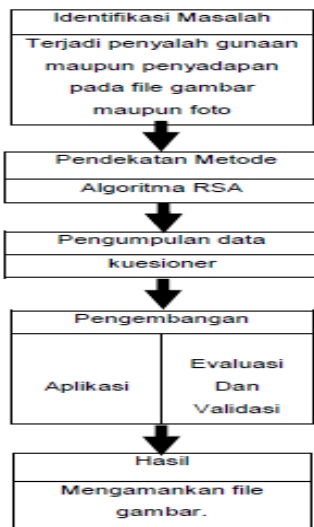 Identifikasi Masalah
Terjadi penyalah gunaan
maupun penyadapan
pada file gambar
maupun foto
Pendekatan Metode
Algoritma RSA
Pengumpulan data
kuesioner
Pengembangan
Aplikasi
Evaluasi
Dan
Validasi
Hasil
Mengamankan file
gambar.